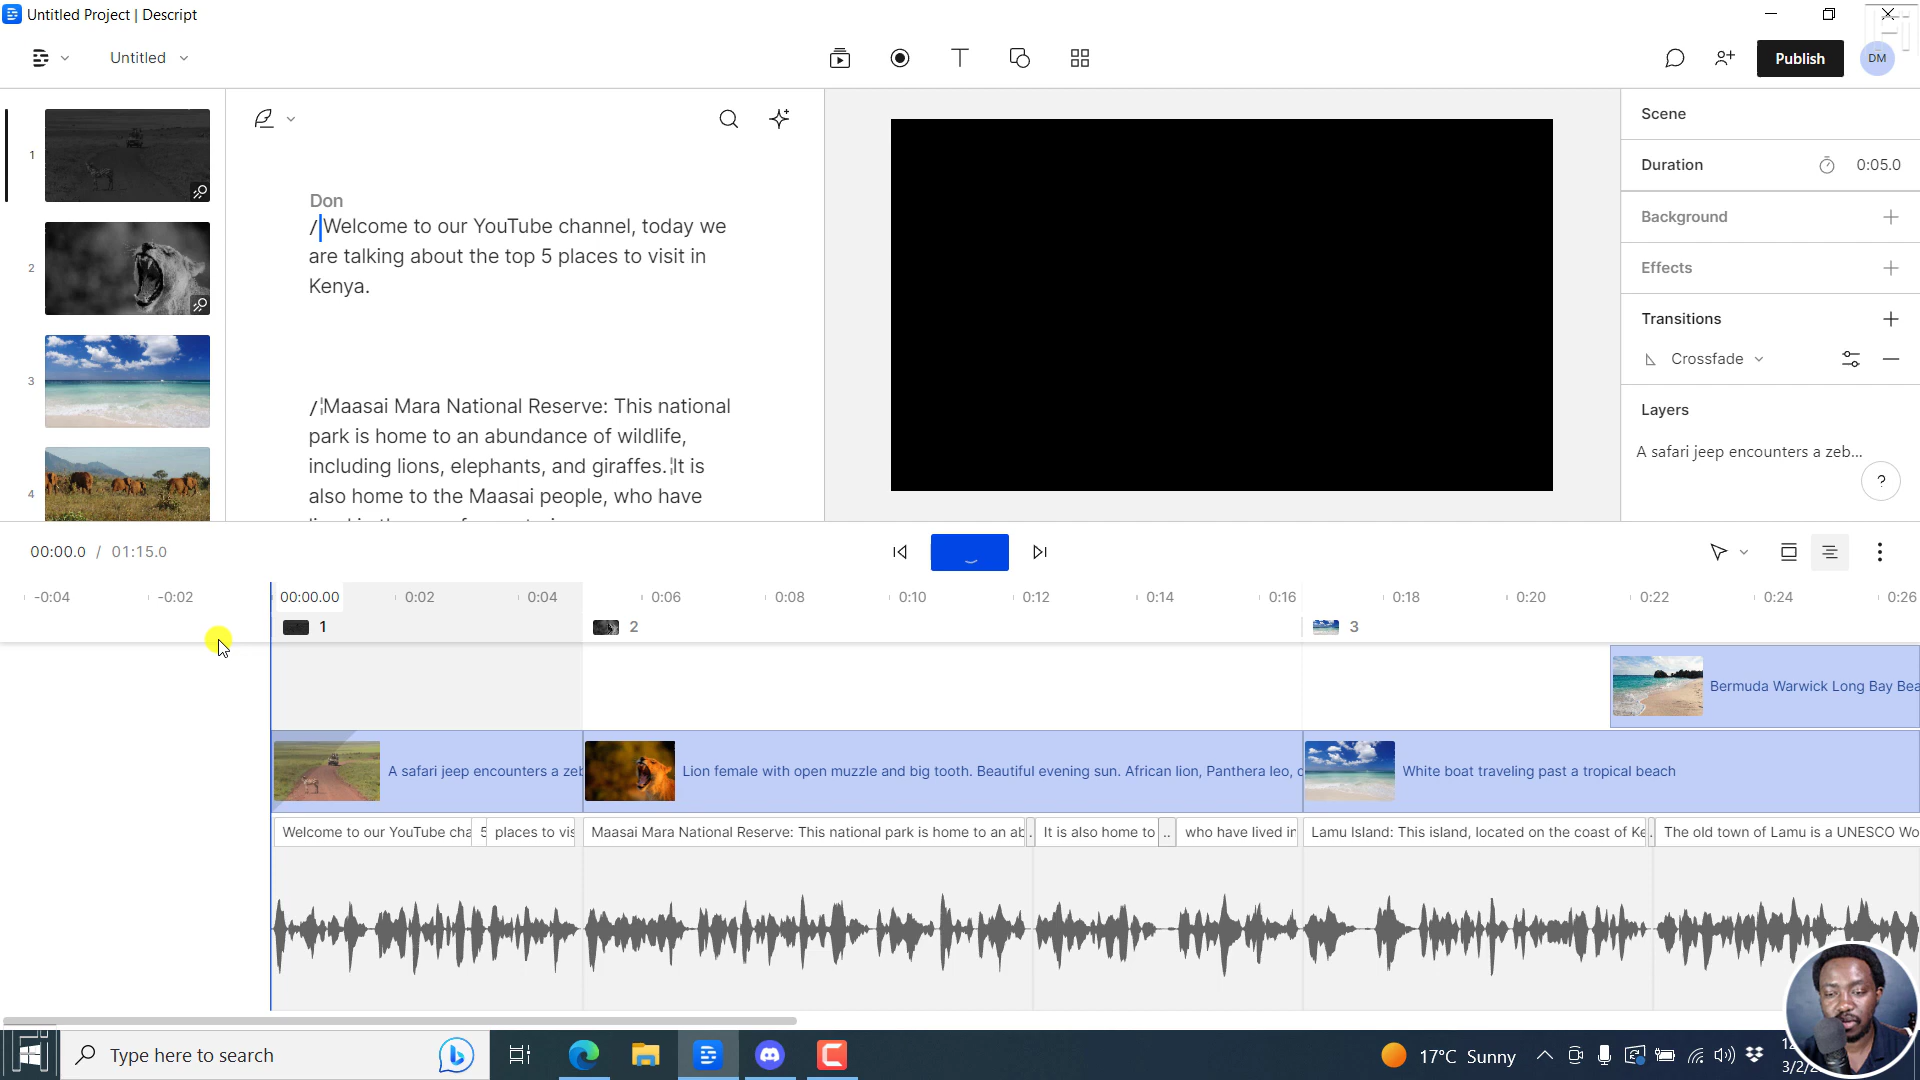 Untitled Project | Descript
Untitled
Publish
DM
1
2
3
4
Don
/Welcome to our YouTube channel, today we
are talking about the top 5 places to visit in
Kenya.
/Maasai Mara National Reserve: This national
park is home to an abundance of wildlife,
including lions, elephants, and giraffes. It is
also home to the Maasai people, who have
Scene
Duration 0:05.0
Background
Effects
Transitions
Crossfade
Layers
A safari jeep encounters a zeb...
?
00:00.0 / 01:15.0
-0:04 -0:02 00:00.00 0:02 0:04 0:06 0:08 0:10 0:12 0:14 0:16 0:18 0:20 0:22 0:24 0:26
1 2 3
Bermuda Warwick Long Bay Bea
A safari jeep encounters a zeb Lion female with open muzzle and big tooth. Beautiful evening sun. African lion, Panthera leo, c White boat traveling past a tropical beach
Welcome to our YouTube cha 5 places to vis Maasai Mara National Reserve: This national park is home to an ab . It is also home to .. who have lived in Lamu Island: This island, located on the coast of Ke . The old town of Lamu is a UNESCO Wo
Type here to search
17°C Sunny